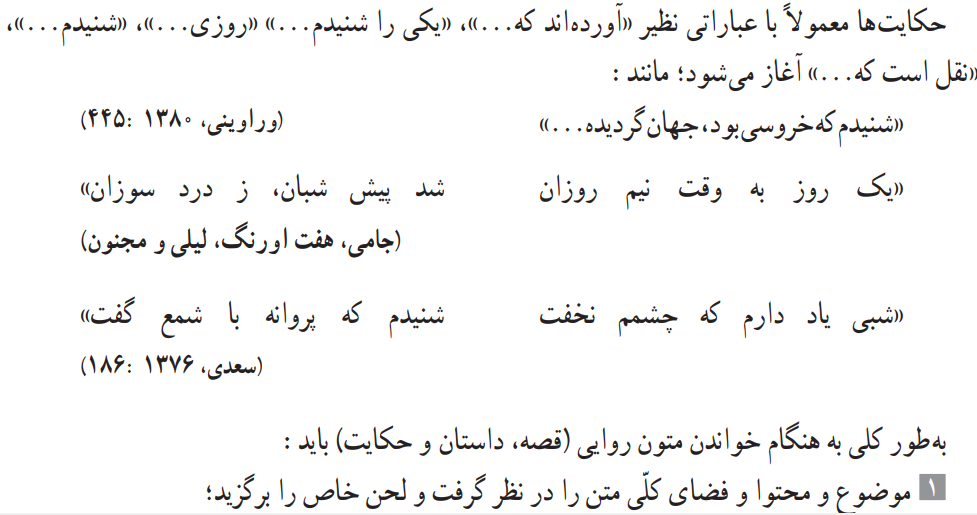 حکایت‌ها معمولاً با عباراتی نظیر «آورده‌اند که...»، «یکی را شنیدم...» «روزی...»، «شنیدم...»،
«نقل است که...» آغاز می‌شود؛ مانند :
«شنیدم که خروسی بود، جهان گردیده...» (وراوینی، ۱۳۸۰ :۴۴۵)
«یک روز به وقت نیم روزان شد پیش شبان، ز درد سوزان»
(جامی، هفت اورنگ، لیلی و مجنون)
«شبی یاد دارم که چشمم نخفت شنیدم که پروانه با شمع گفت»
(سعدی، ۱۳۷۶ :۱۸۶)
به‌طور کلی به هنگام خواندن متون روایی (قصه، داستان و حکایت) باید :
۱ موضوع و محتوا و فضای کلّی متن را در نظر گرفت و لحن خاص را برگزید؛